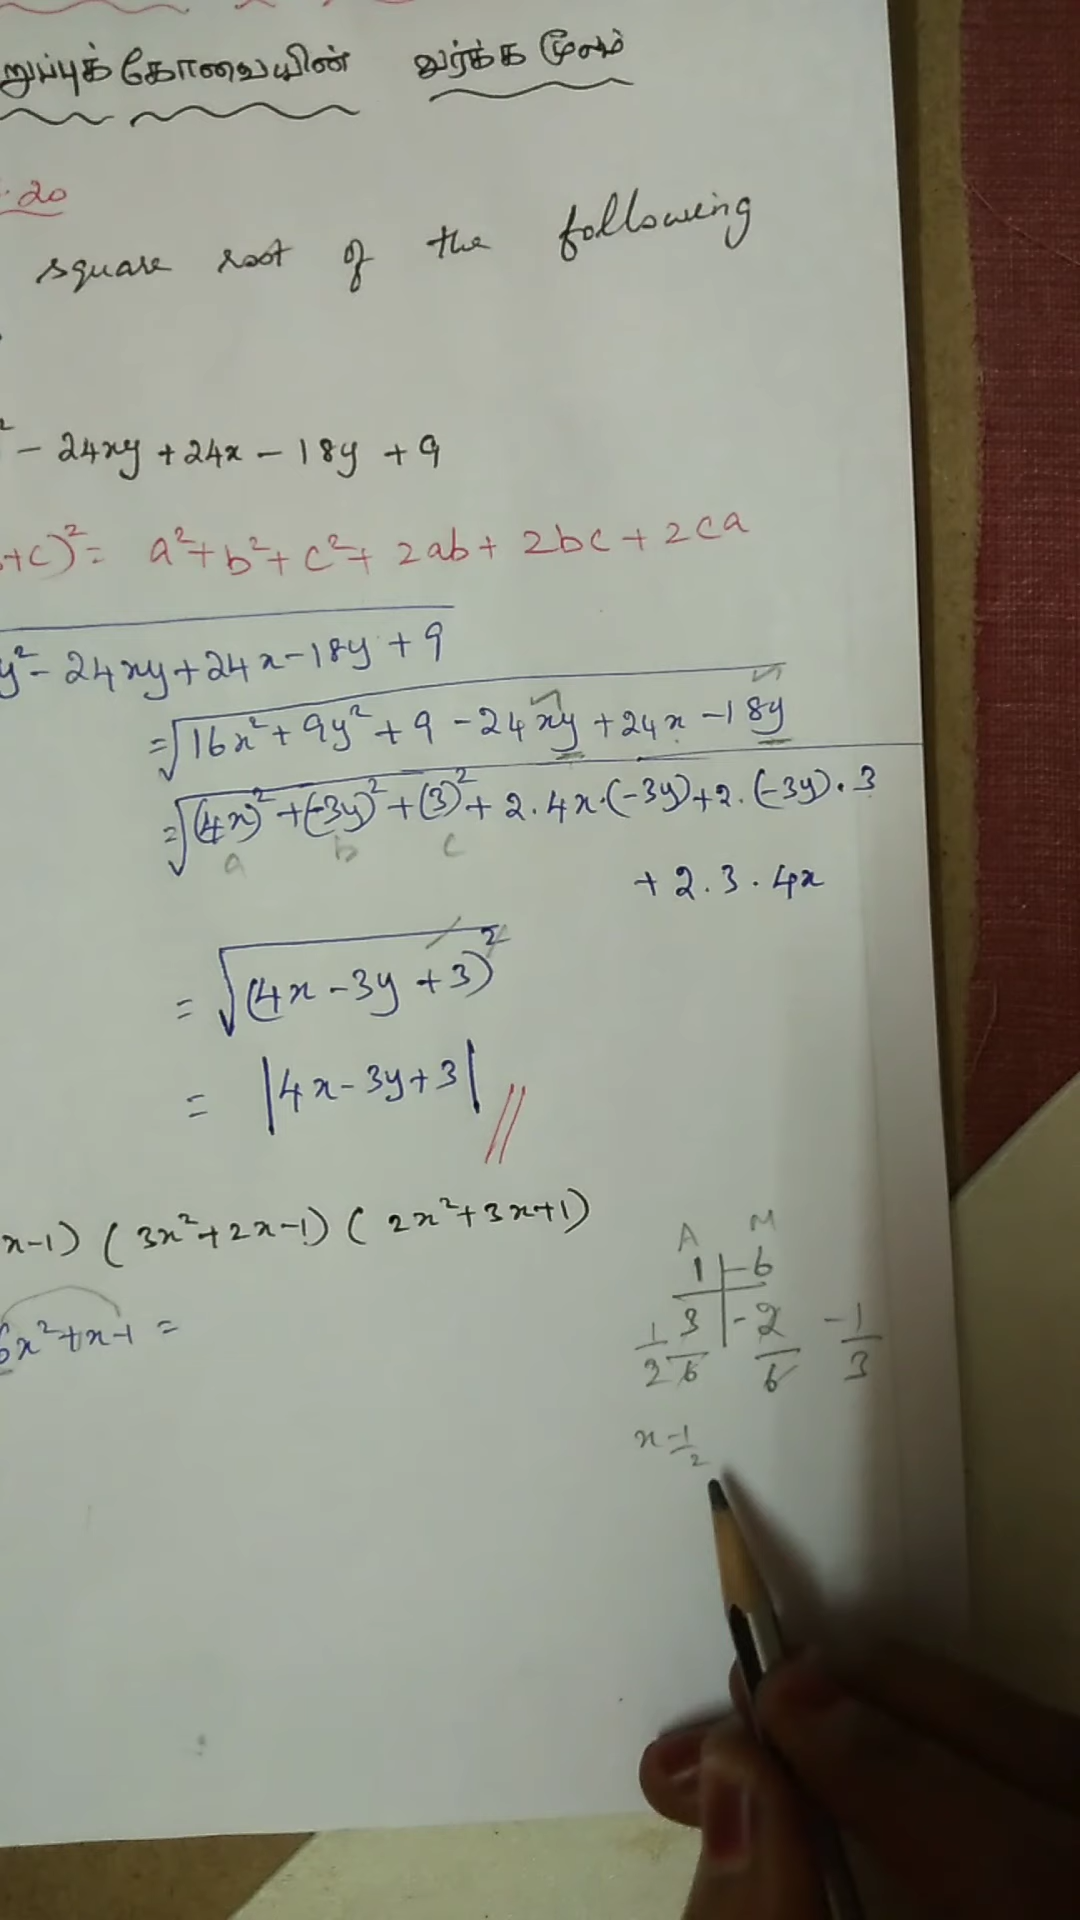 றுப்புக் கோவையின் வர்க்க மூலம்
.20
square root of the following
² - 24xy + 24x - 18y + 9
+c)² = a² + b² + c² + 2ab + 2bc + 2ca
y² - 24xy + 24x - 18y + 9
= √16x² + 9y² + 9 - 24xy + 24x - 18y
= √(4x)² + (-3y)² + (3)² + 2.4x.(-3y) + 2.(-3y).3
a b c
+ 2.3.4x
= √(4x - 3y + 3)²
= |4x - 3y + 3| //
x-1) (3x² + 2x - 1) (2x² + 3x + 1)
A M
1 -6
6x² + x - 1 =
1/2 3/6 -2/6 -1/3
x -1/2